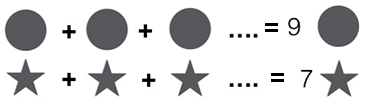 + + .... = 9
+ + .... = 7